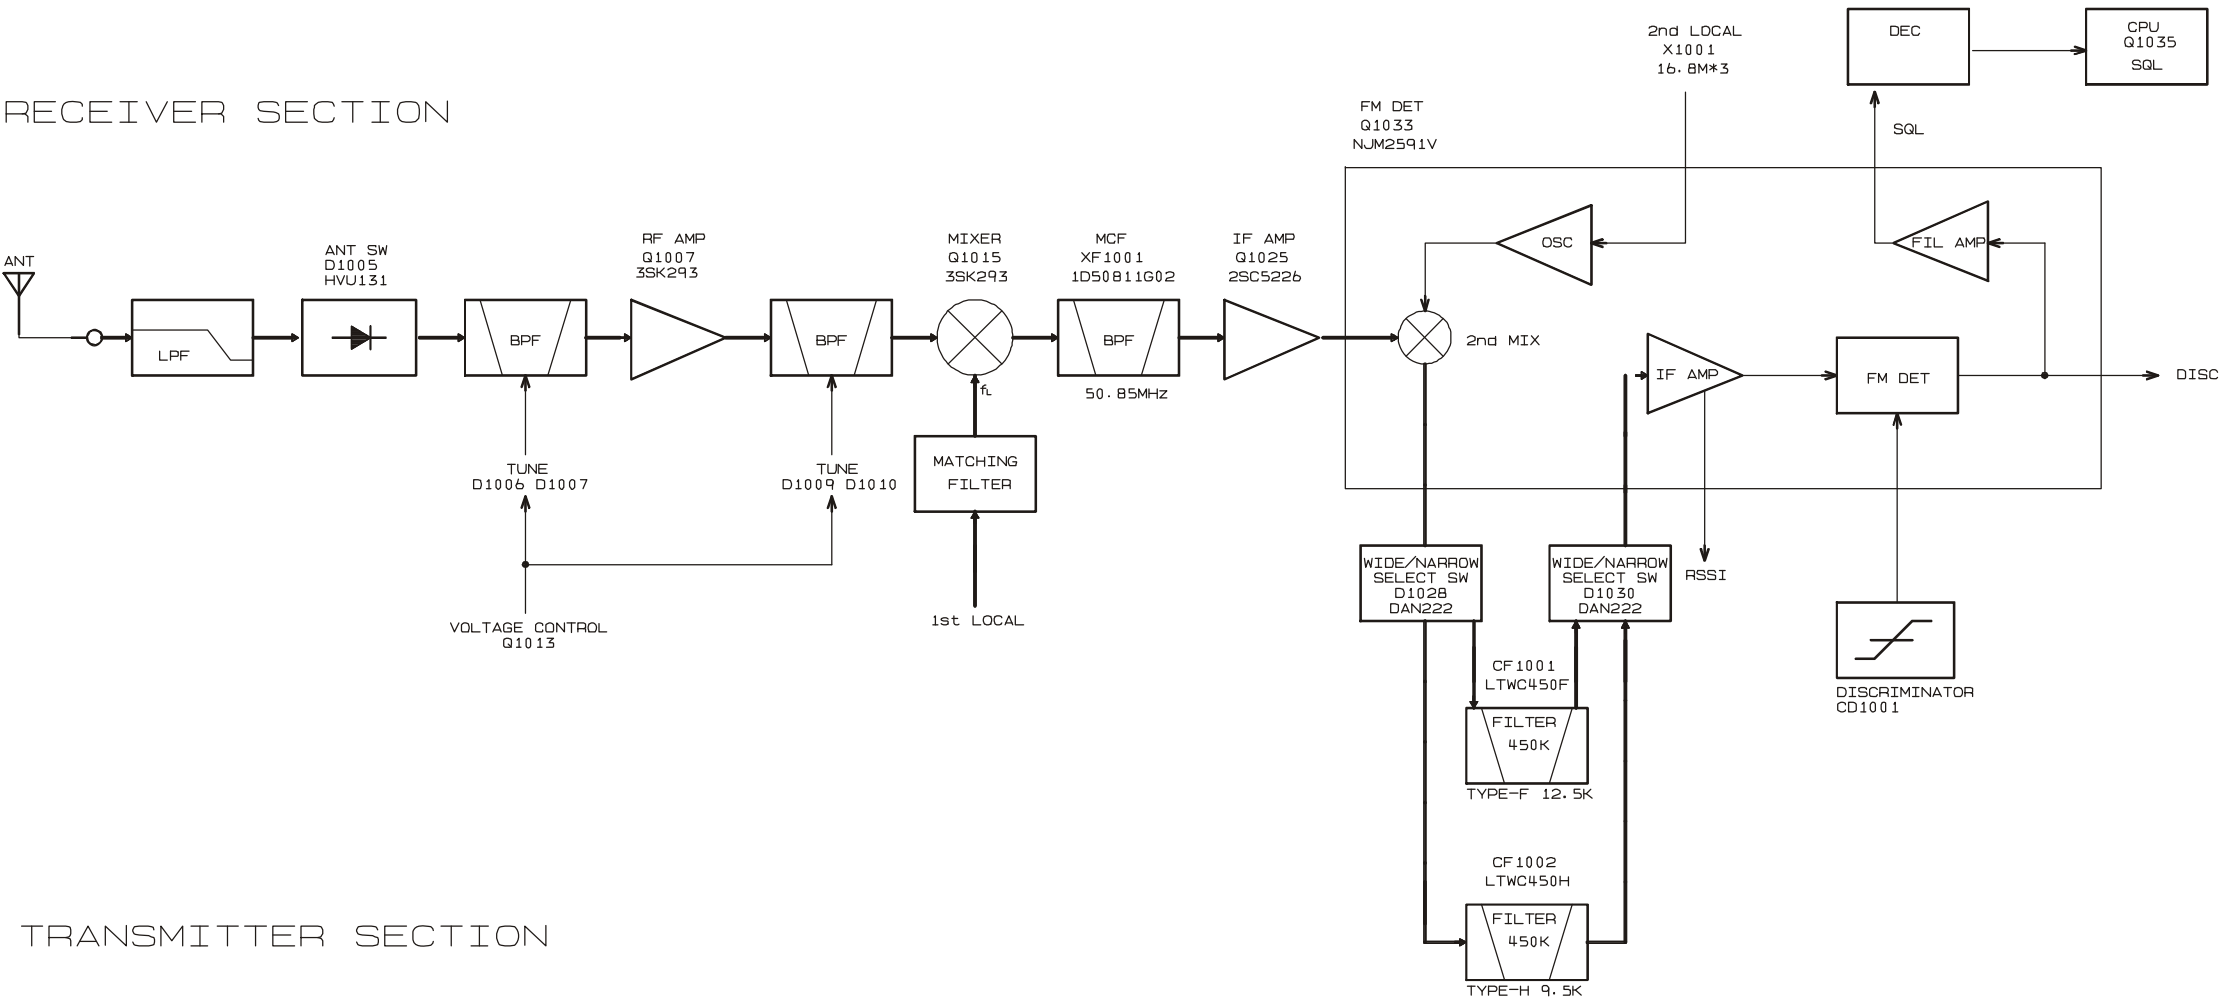 RECEIVER SECTION
2nd LOCAL
X1001
16.8M*3
DEC
CPU
Q1035
SQL
FM DET
Q1033
NJM2591V
SQL
ANT
ANT SW
D1005
HVU131
RF AMP
Q1007
3SK293
MIXER
Q1015
3SK293
MCF
XF1001
1D50811G02
IF AMP
Q1025
2SC5226
OSC
FIL AMP
LPF
BPF
BPF
BPF
2nd MIX
IF AMP
FM DET
DISC
fL
50.85MHz
TUNE
D1006 D1007
TUNE
D1009 D1010
MATCHING
FILTER
VOLTAGE CONTROL
Q1013
1st LOCAL
WIDE/NARROW
SELECT SW
D1028
DAN222
WIDE/NARROW
SELECT SW
D1030
DAN222
RSSI
CF1001
LTWC450F
FILTER
450K
TYPE-F 12.5K
DISCRIMINATOR
CD1001
CF1002
LTWC450H
FILTER
450K
TYPE-H 9.5K
TRANSMITTER SECTION